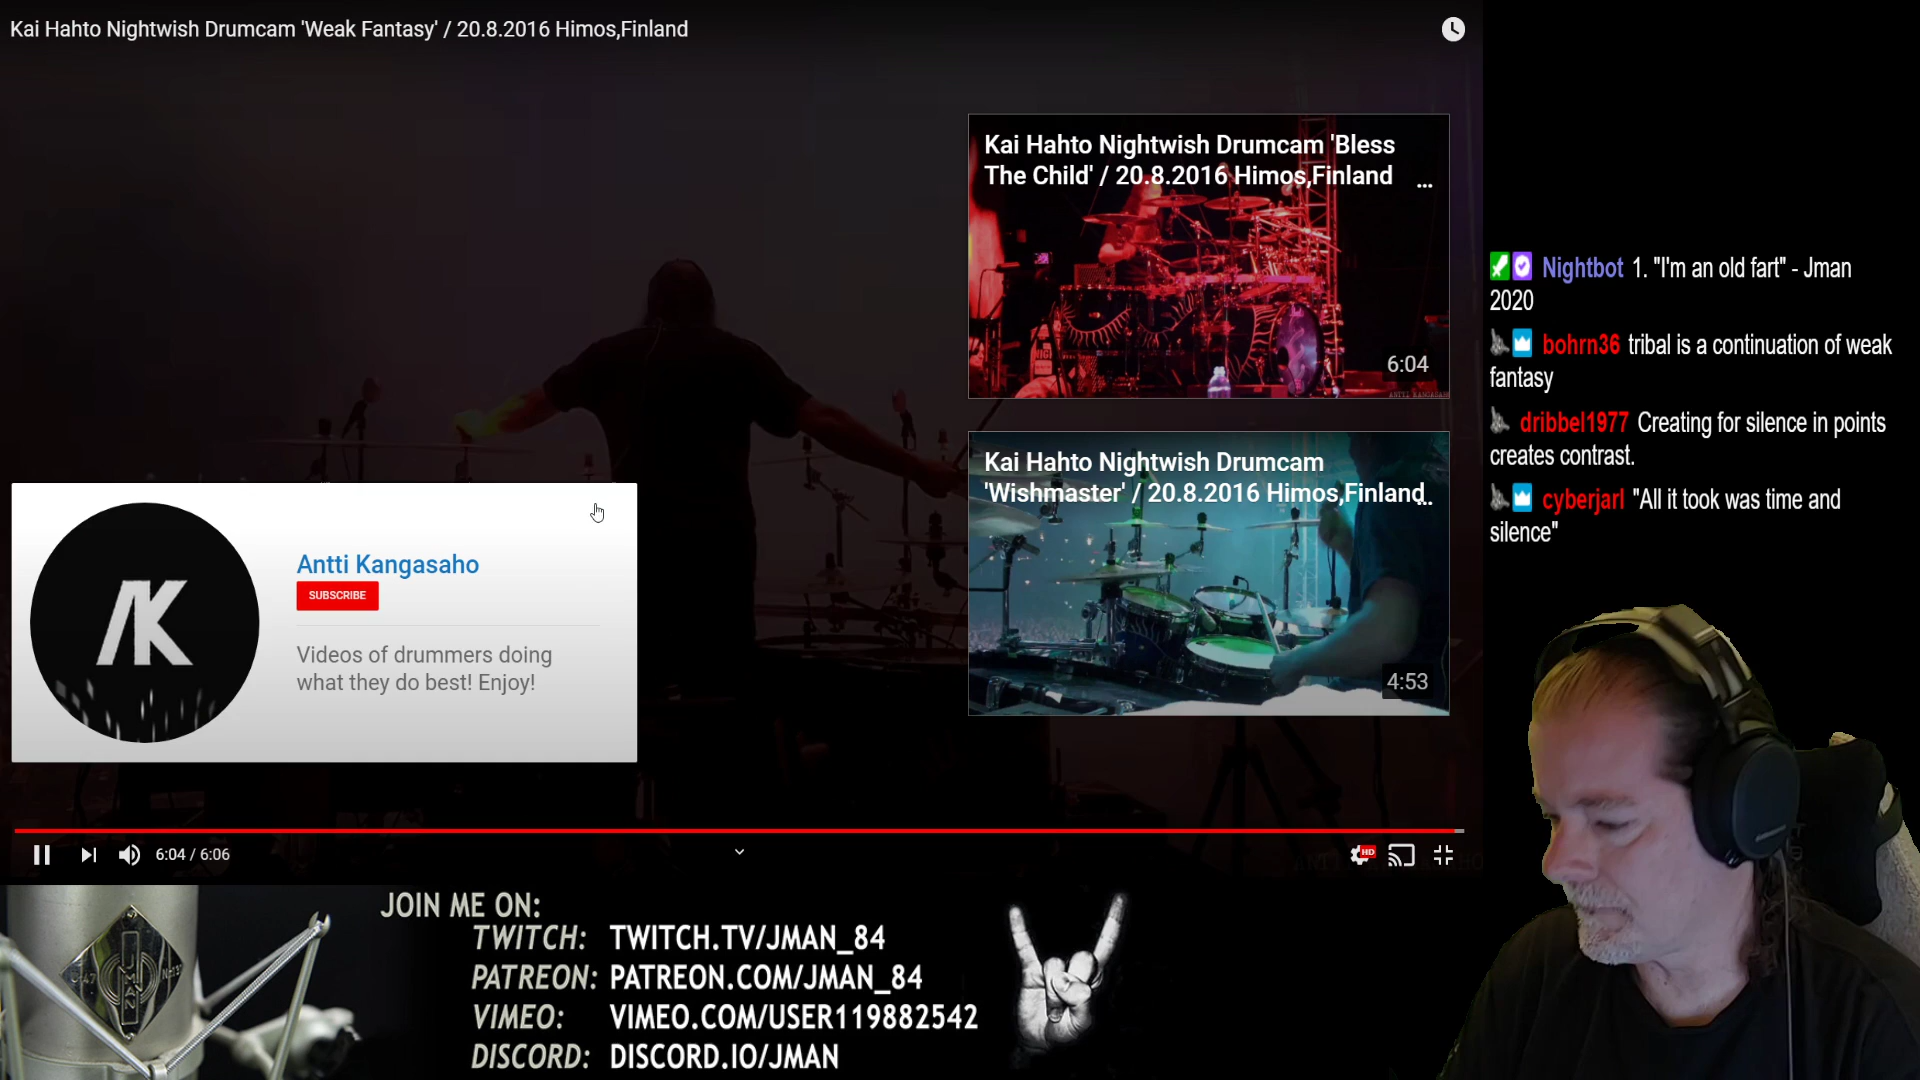 Kai Hahto Nightwish Drumcam 'Weak Fantasy' / 20.8.2016 Himos,Finland
Kai Hahto Nightwish Drumcam 'Bless
The Child' / 20.8.2016 Himos,Finland ...
6:04
Kai Hahto Nightwish Drumcam
'Wishmaster' / 20.8.2016 Himos,Finland...
4:53
Antti Kangasaho
SUBSCRIBE
Videos of drummers doing
what they do best! Enjoy!
6:04 / 6:06
HD
Nightbot 1. "I'm an old fart" - Jman
2020
bohrn36 tribal is a continuation of weak
fantasy
dribbel1977 Creating for silence in points
creates contrast.
cyberjarl "All it took was time and
silence"
JOIN ME ON:
TWITCH: TWITCH.TV/JMAN_84
PATREON: PATREON.COM/JMAN_84
VIMEO: VIMEO.COM/USER119882542
DISCORD: DISCORD.IO/JMAN